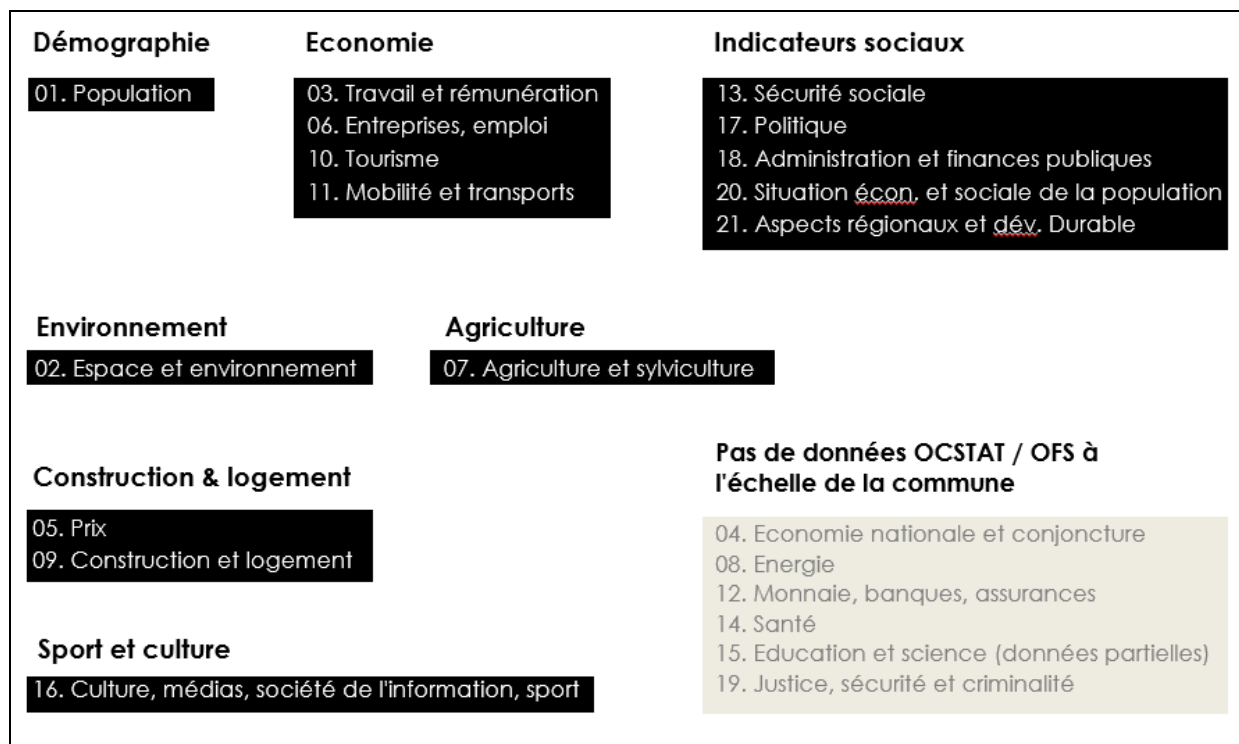 Démographie
01. Population
Economie
03. Travail et rémunération
06. Entreprises, emploi
10. Tourisme
11. Mobilité et transports
Indicateurs sociaux
13. Sécurité sociale
17. Politique
18. Administration et finances publiques
20. Situation écon. et sociale de la population
21. Aspects régionaux et dév. Durable
Environnement
02. Espace et environnement
Agriculture
07. Agriculture et sylviculture
Construction & logement
05. Prix
09. Construction et logement
Sport et culture
16. Culture, médias, société de l'information, sport
Pas de données OCSTAT / OFS à
l'échelle de la commune
04. Economie nationale et conjoncture
08. Energie
12. Monnaie, banques, assurances
14. Santé
15. Education et science (données partielles)
19. Justice, sécurité et criminalité